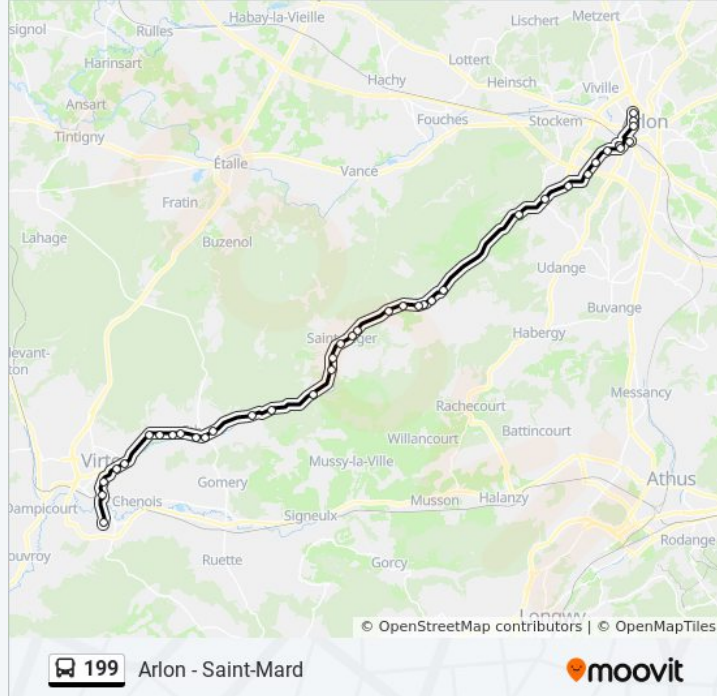 Metzert
Habay-la-Vieille
Lischert
Rulles
Lottert
Harinsart
Hachy
Heinsch
Viville
Ansart
Fouches
Stockem
Tintigny
Étalle
Vance
Fratin
Lahage
Buzenol
Udange
Buvange
Habergy
Messancy
Rachecourt
Battincourt
Willancourt
Mussy-la-Ville
Gomery
Athus
Musson
Halanzy
Chenois
Dampicourt
Signeulx
Rodange
Ruette
Gorcy
Longwy
© OpenStreetMap contributors | © OpenMapTiles
199 Arlon - Saint-Mard
moovit